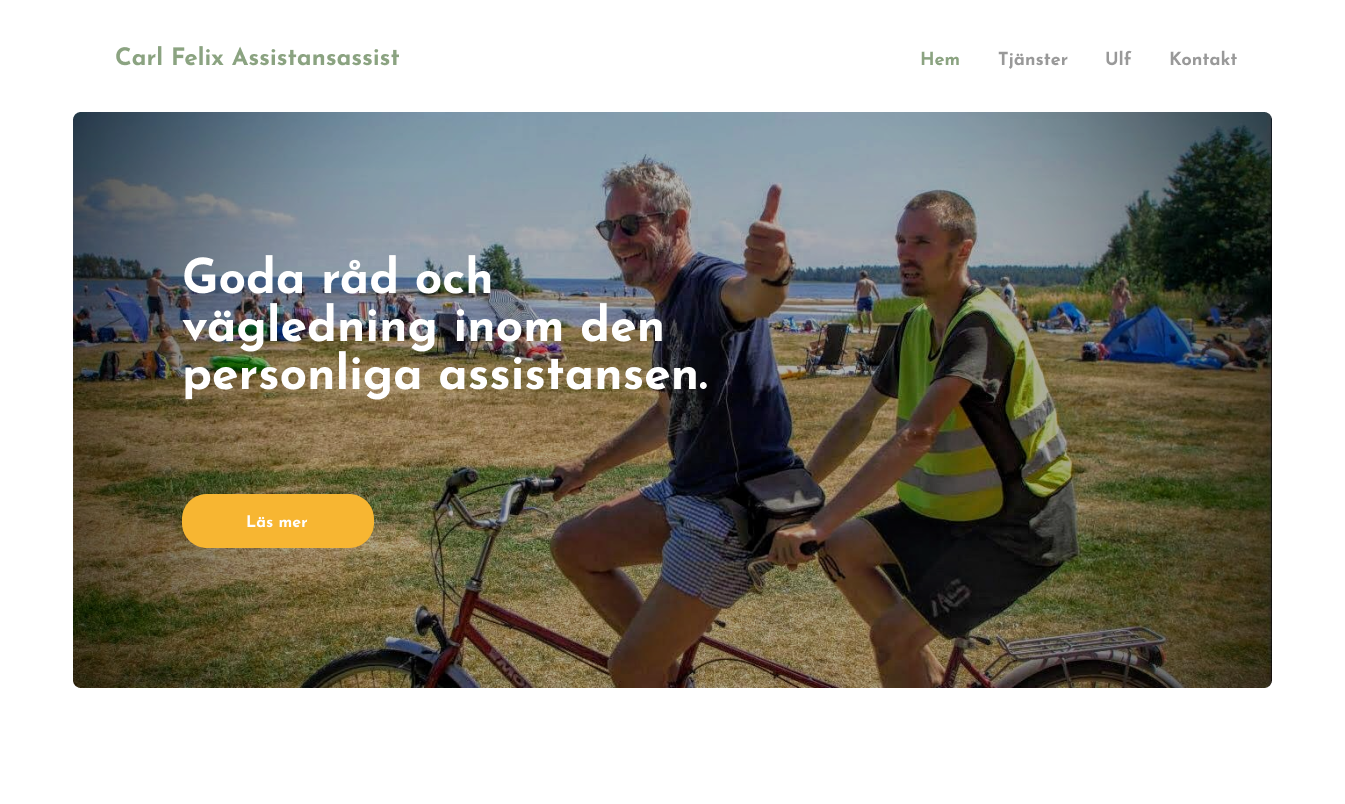 Carl Felix Assistansassist
Hem Tjänster Ulf Kontakt
Goda råd och
vägledning inom den
personliga assistansen.
Läs mer